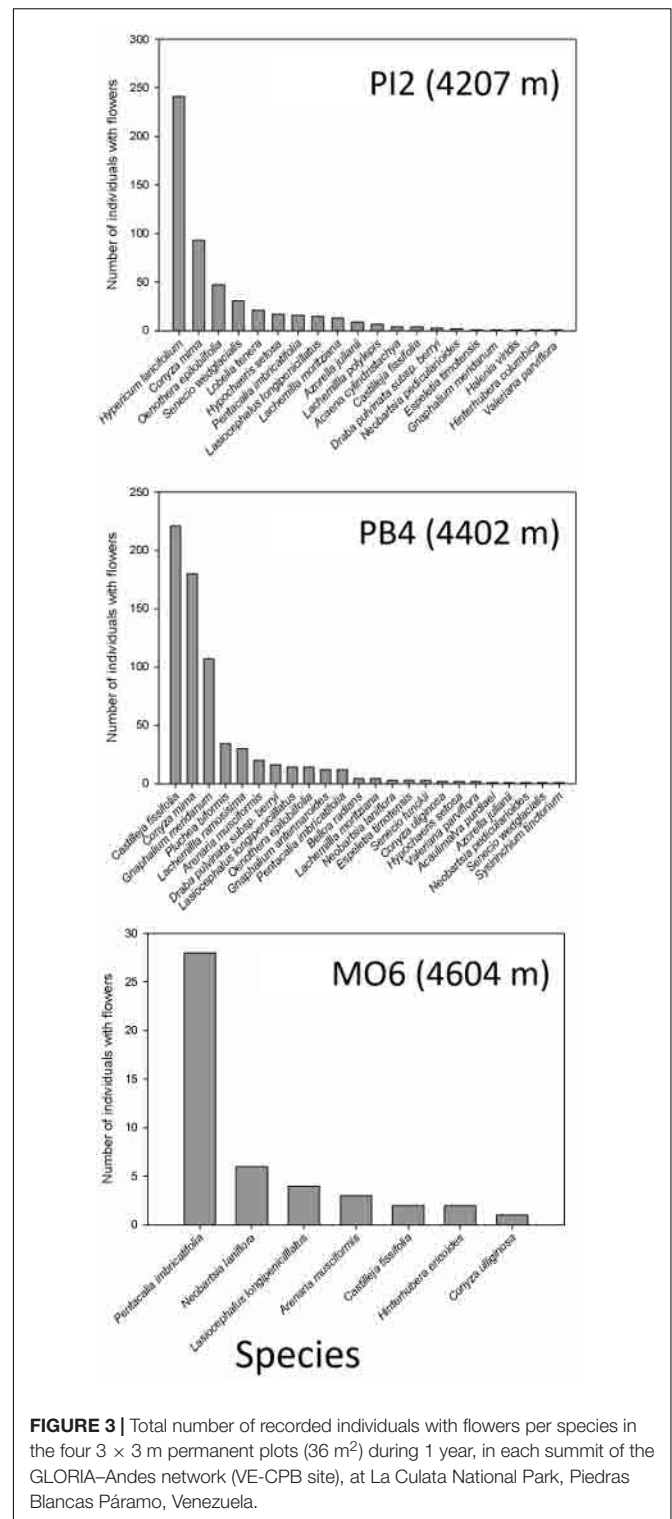 PI2 (4207 m)
Number of individuals with flowers
300
250
200
150
100
50
0
Hypericum laricifolium
Conyza mima
Oenothera epilobiifolia
Senecio wedglacialis
Lobelia tenera
Hypochaeris setosa
Pentacalia imbricatifolia
Lasiocephalus longipenicillatus
Lachemilla moritziana
Azorella julianii
Lachemilla polylepis
Acaena cylindristachya
Castilleja fissifolia
Draba pulvinata subsp. berryi
Neobartsia pedicularoides
Espeletia timotensis
Gnaphalium meridanum
Halenia viridis
Hinterhubera columbica
Valeriana parviflora
PB4 (4402 m)
Number of individuals with flowers
250
200
150
100
50
0
Castilleja fissifolia
Conyza mima
Gnaphalium meridanum
Pluchea biformis
Lachemilla ramosissima
Arenaria musciformis
Draba pulvinata subsp. berryi
Lasiocephalus longipenicillatus
Oenothera epilobiifolia
Gnaphalium antennarioides
Pentacalia imbricatifolia
Belloa radians
Lachemilla moritziana
Neobartsia laniflora
Espeletia timotensis
Senecio funckii
Conyza uliginosa
Hypochaeris setosa
Valeriana parviflora
Acaulimalva purdiaei
Azorella julianii
Neobartsia pedicularoides
Senecio wedglacialis
Sysirinchium tinctorium
MO6 (4604 m)
Number of individuals with flowers
30
25
20
15
10
5
0
Pentacalia imbricatifolia
Neobartsia laniflora
Lasiocephalus longipenicillatus
Arenaria musciformis
Castilleja fissifolia
Hinterhubera ericoides
Conyza uliginosa
Species
FIGURE 3 | Total number of recorded individuals with flowers per species in
the four 3 × 3 m permanent plots (36 m²) during 1 year, in each summit of the
GLORIA–Andes network (VE-CPB site), at La Culata National Park, Piedras
Blancas Páramo, Venezuela.